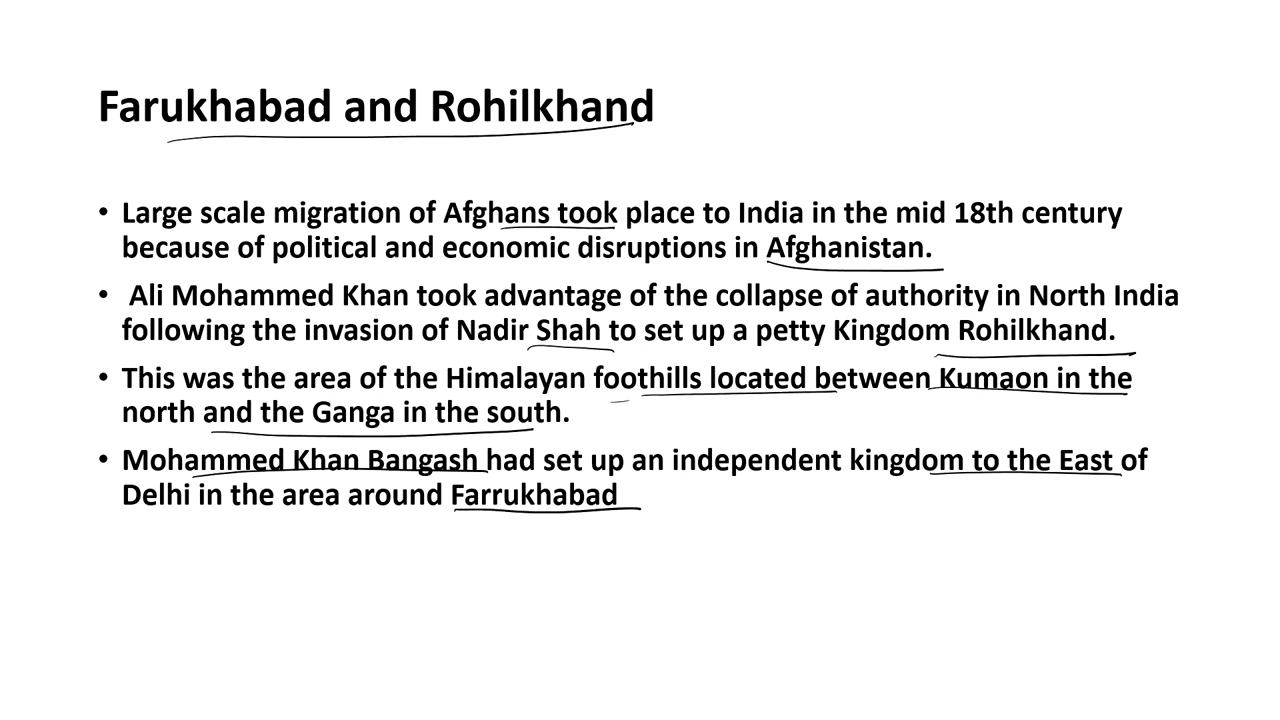 Farukhabad and Rohilkhand
• Large scale migration of Afghans took place to India in the mid 18th century
because of political and economic disruptions in Afghanistan.
• Ali Mohammed Khan took advantage of the collapse of authority in North India
following the invasion of Nadir Shah to set up a petty Kingdom Rohilkhand.
• This was the area of the Himalayan foothills located between Kumaon in the
north and the Ganga in the south.
• Mohammed Khan Bangash had set up an independent kingdom to the East of
Delhi in the area around Farrukhabad